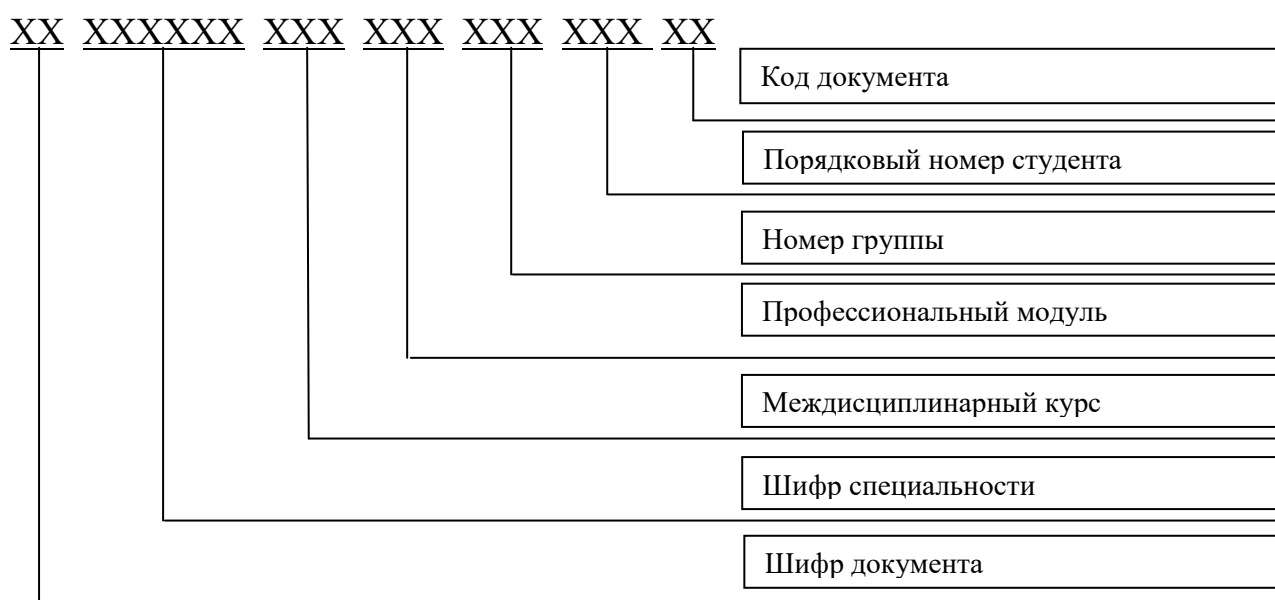 XX XXXXXX XXX XXX XXX XXX XX
Код документа
Порядковый номер студента
Номер группы
Профессиональный модуль
Междисциплинарный курс
Шифр специальности
Шифр документа